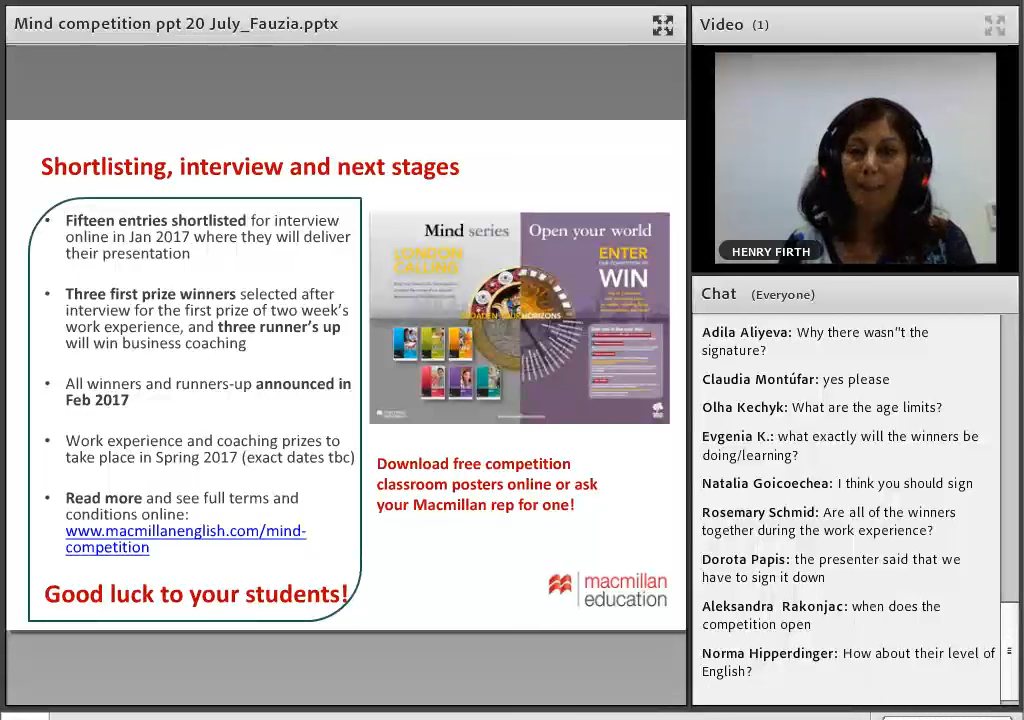 Mind competition ppt 20 July_Fauzia.pptx
Shortlisting, interview and next stages
• Fifteen entries shortlisted for interview
online in Jan 2017 where they will deliver
their presentation
• Three first prize winners selected after
interview for the first prize of two week's
work experience, and three runner's up
will win business coaching
• All winners and runners-up announced in
Feb 2017
• Work experience and coaching prizes to
take place in Spring 2017 (exact dates tbc)
• Read more and see full terms and
conditions online:
www.macmillanenglish.com/mind-
competition
Good luck to your students!
Mind series
LONDON
CALLING
Open your world
ENTER
WIN
BROADEN YOUR HORIZONS
Download free competition
classroom posters online or ask
your Macmillan rep for one!
macmillan
education
Video (1)
HENRY FIRTH
Chat (Everyone)
Adila Aliyeva: Why there wasn"t the
signature?
Claudia Montúfar: yes please
Olha Kechyk: What are the age limits?
Evgenia K.: what exactly will the winners be
doing/learning?
Natalia Goicoechea: I think you should sign
Rosemary Schmid: Are all of the winners
together during the work experience?
Dorota Papis: the presenter said that we
have to sign it down
Aleksandra Rakonjac: when does the
competition open
Norma Hipperdinger: How about their level of
English?